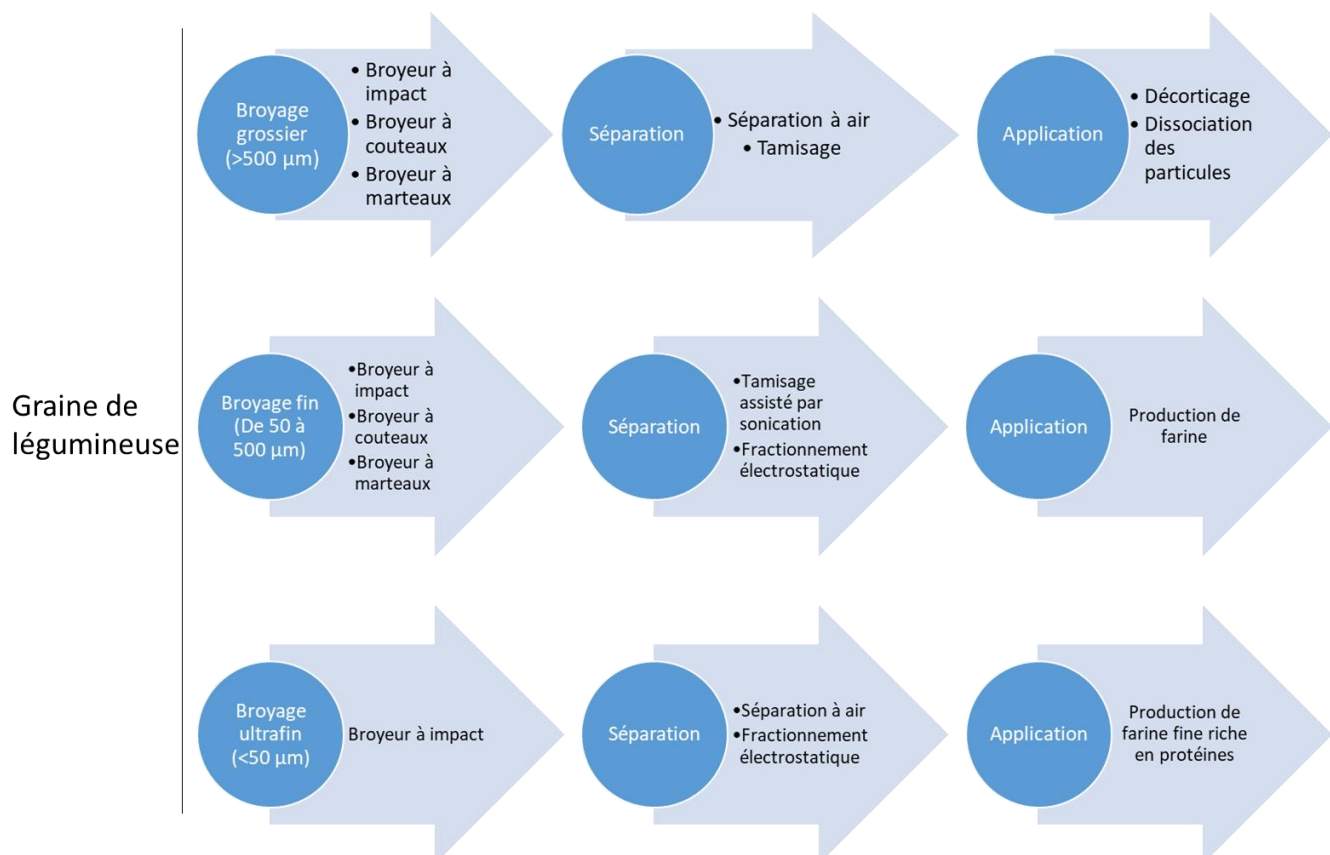 Graine de
légumineuse
Broyage
grossier
(>500 µm)
• Broyeur à
impact
• Broyeur à
couteaux
• Broyeur à
marteaux
Séparation
• Séparation à air
• Tamisage
Application
• Décorticage
• Dissociation
des
particules
Broyage fin
(De 50 à
500 µm)
•Broyeur à
impact
•Broyeur à
couteaux
•Broyeur à
marteaux
Séparation
•Tamisage
assisté par
sonication
•Fractionnement
électrostatique
Application
Production de
farine
Broyage
ultrafin
(<50 µm)
Broyeur à impact
Séparation
•Séparation à air
•Fractionnement
électrostatique
Application
Production de
farine fine riche
en protéines